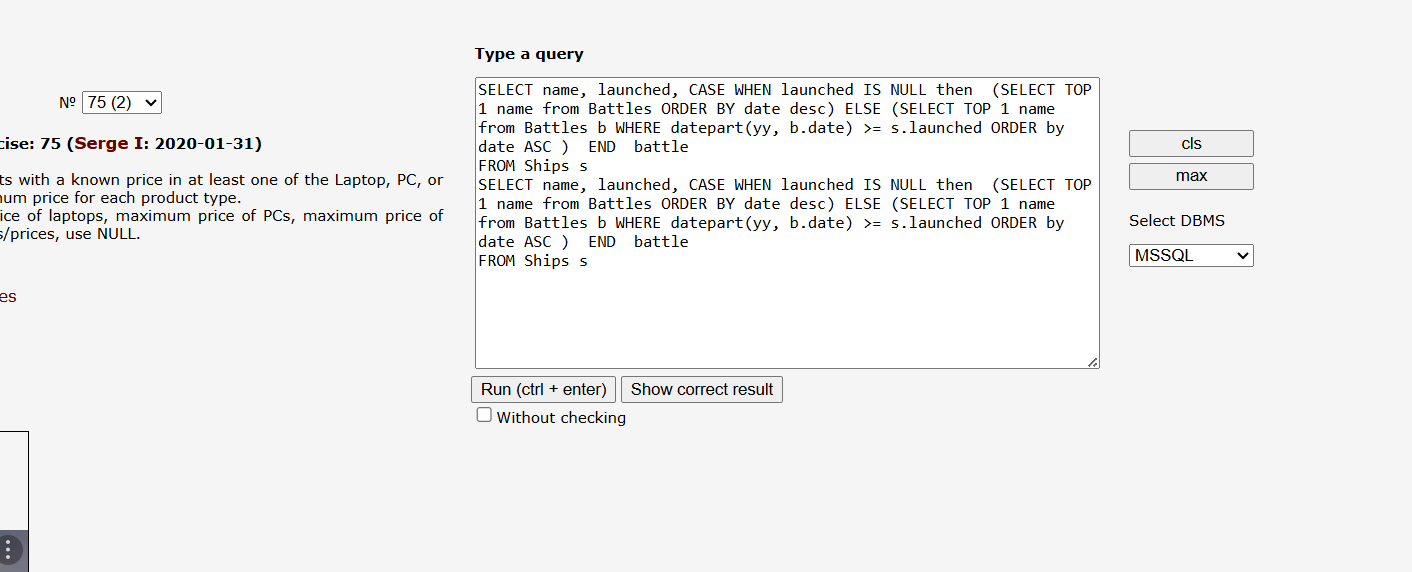 Type a query
№ 75 (2)
cise: 75 (Serge I: 2020-01-31)
ts with a known price in at least one of the Laptop, PC, or
num price for each product type.
ice of laptops, maximum price of PCs, maximum price of
s/prices, use NULL.
es
SELECT name, launched, CASE WHEN launched IS NULL then  (SELECT TOP
1 name from Battles ORDER BY date desc) ELSE (SELECT TOP 1 name
from Battles b WHERE datepart(yy, b.date) >= s.launched ORDER by
date ASC )  END  battle
FROM Ships s
SELECT name, launched, CASE WHEN launched IS NULL then  (SELECT TOP
1 name from Battles ORDER BY date desc) ELSE (SELECT TOP 1 name
from Battles b WHERE datepart(yy, b.date) >= s.launched ORDER by
date ASC )  END  battle
FROM Ships s
cls
max
Select DBMS
MSSQL
Run (ctrl + enter) Show correct result
Without checking